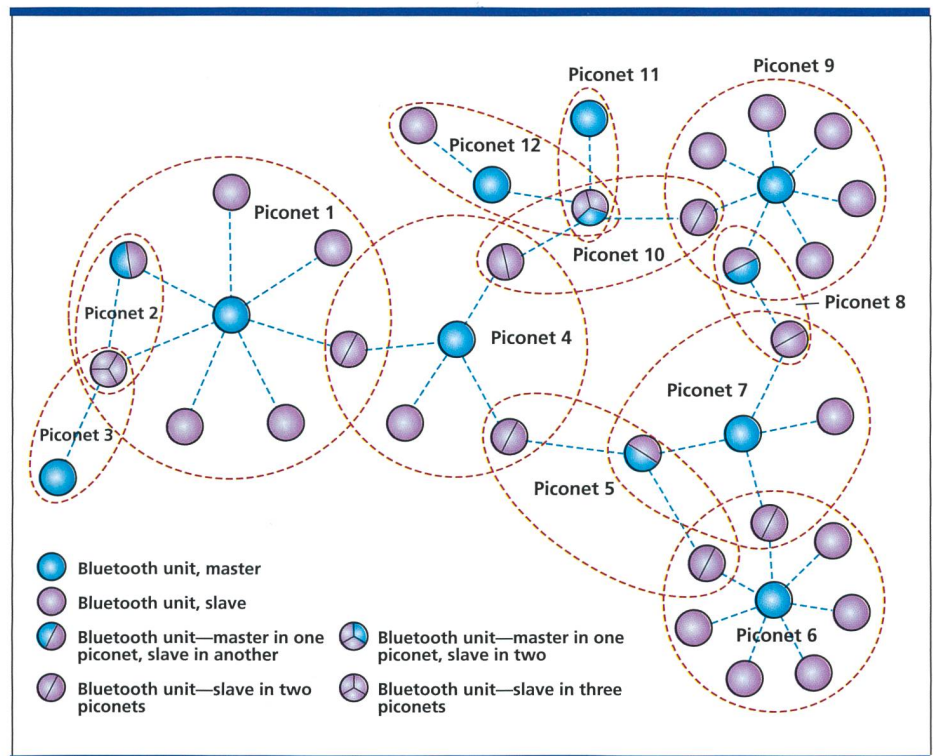 Piconet 11
Piconet 9
Piconet 12
Piconet 1
Piconet 10
Piconet 2
Piconet 8
Piconet 4
Piconet 7
Piconet 3
Piconet 5
Piconet 6
Bluetooth unit, master
Bluetooth unit, slave
Bluetooth unit—master in one
piconet, slave in another
Bluetooth unit—slave in two
piconets
Bluetooth unit—master in one
piconet, slave in two
Bluetooth unit—slave in three
piconets